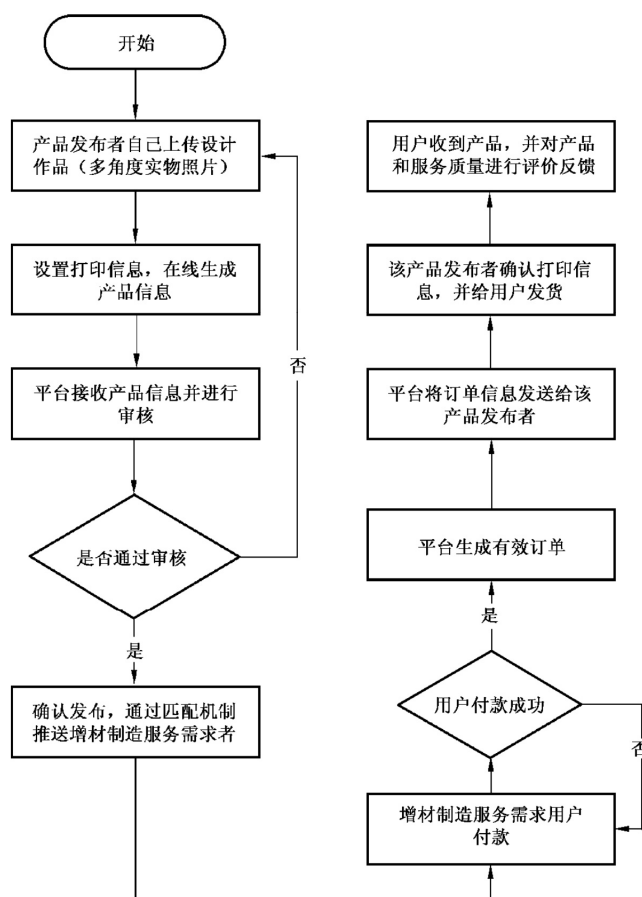 开始
产品发布者自己上传设计
作品（多角度实物照片）
设置打印信息，在线生成
产品信息
平台接收产品信息并进行
审核
否
是否通过审核
是
确认发布，通过匹配机制
推送增材制造服务需求者
用户收到产品，并对产品
和服务质量进行评价反馈
该产品发布者确认打印信
息，并给用户发货
平台将订单信息发送给该
产品发布者
平台生成有效订单
是
用户付款成功
否
增材制造服务需求用户
付款